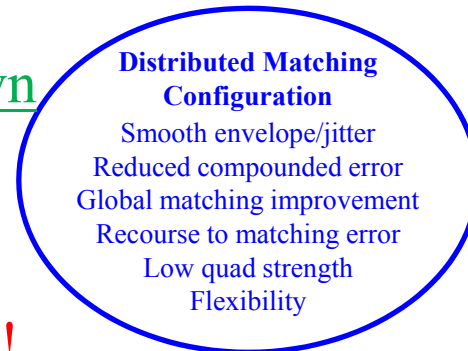 vn
Distributed Matching
Configuration
Smooth envelope/jitter
Reduced compounded error
Global matching improvement
Recourse to matching error
Low quad strength
Flexibility
!